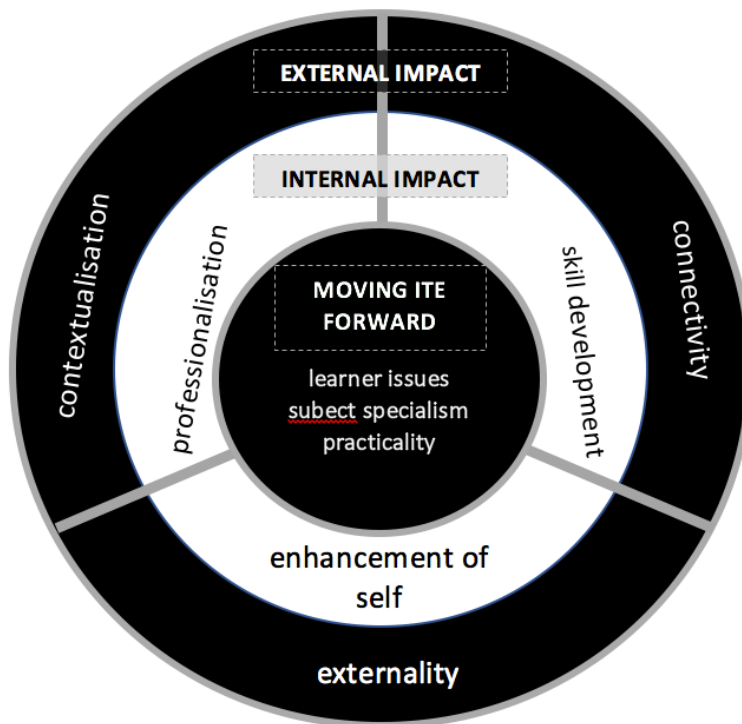 EXTERNAL IMPACT
INTERNAL IMPACT
contextualisation
professionalisation
MOVING ITE
FORWARD
learner issues
subect specialism
practicality
skill development
connectivity
enhancement of
self
externality